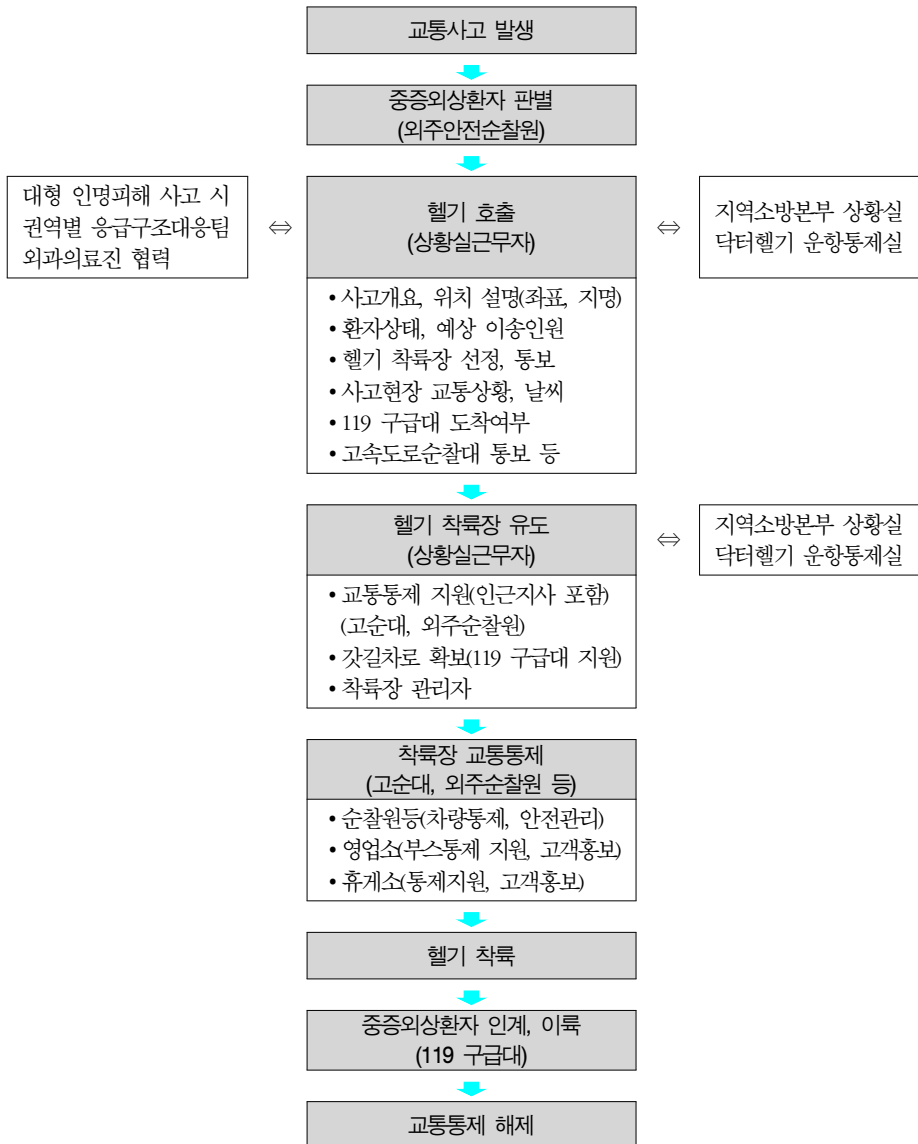 교통사고 발생
중증외상환자 판별
(외주안전순찰원)
대형 인명피해 사고 시
권역별 응급구조대응팀
외과의료진 협력
⇔
헬기 호출
(상황실근무자)
⇔
지역소방본부 상황실
닥터헬기 운항통제실
• 사고개요, 위치 설명(좌표, 지명)
• 환자상태, 예상 이송인원
• 헬기 착륙장 선정, 통보
• 사고현장 교통상황, 날씨
• 119 구급대 도착여부
• 고속도로순찰대 통보 등
헬기 착륙장 유도
(상황실근무자)
⇔
지역소방본부 상황실
닥터헬기 운항통제실
• 교통통제 지원(인근지사 포함)
(고순대, 외주순찰원)
• 갓길차로 확보(119 구급대 지원)
• 착륙장 관리자
착륙장 교통통제
(고순대, 외주순찰원 등)
• 순찰원등(차량통제, 안전관리)
• 영업소(부스통제 지원, 고객홍보)
• 휴게소(통제지원, 고객홍보)
헬기 착륙
중증외상환자 인계, 이륙
(119 구급대)
교통통제 해제